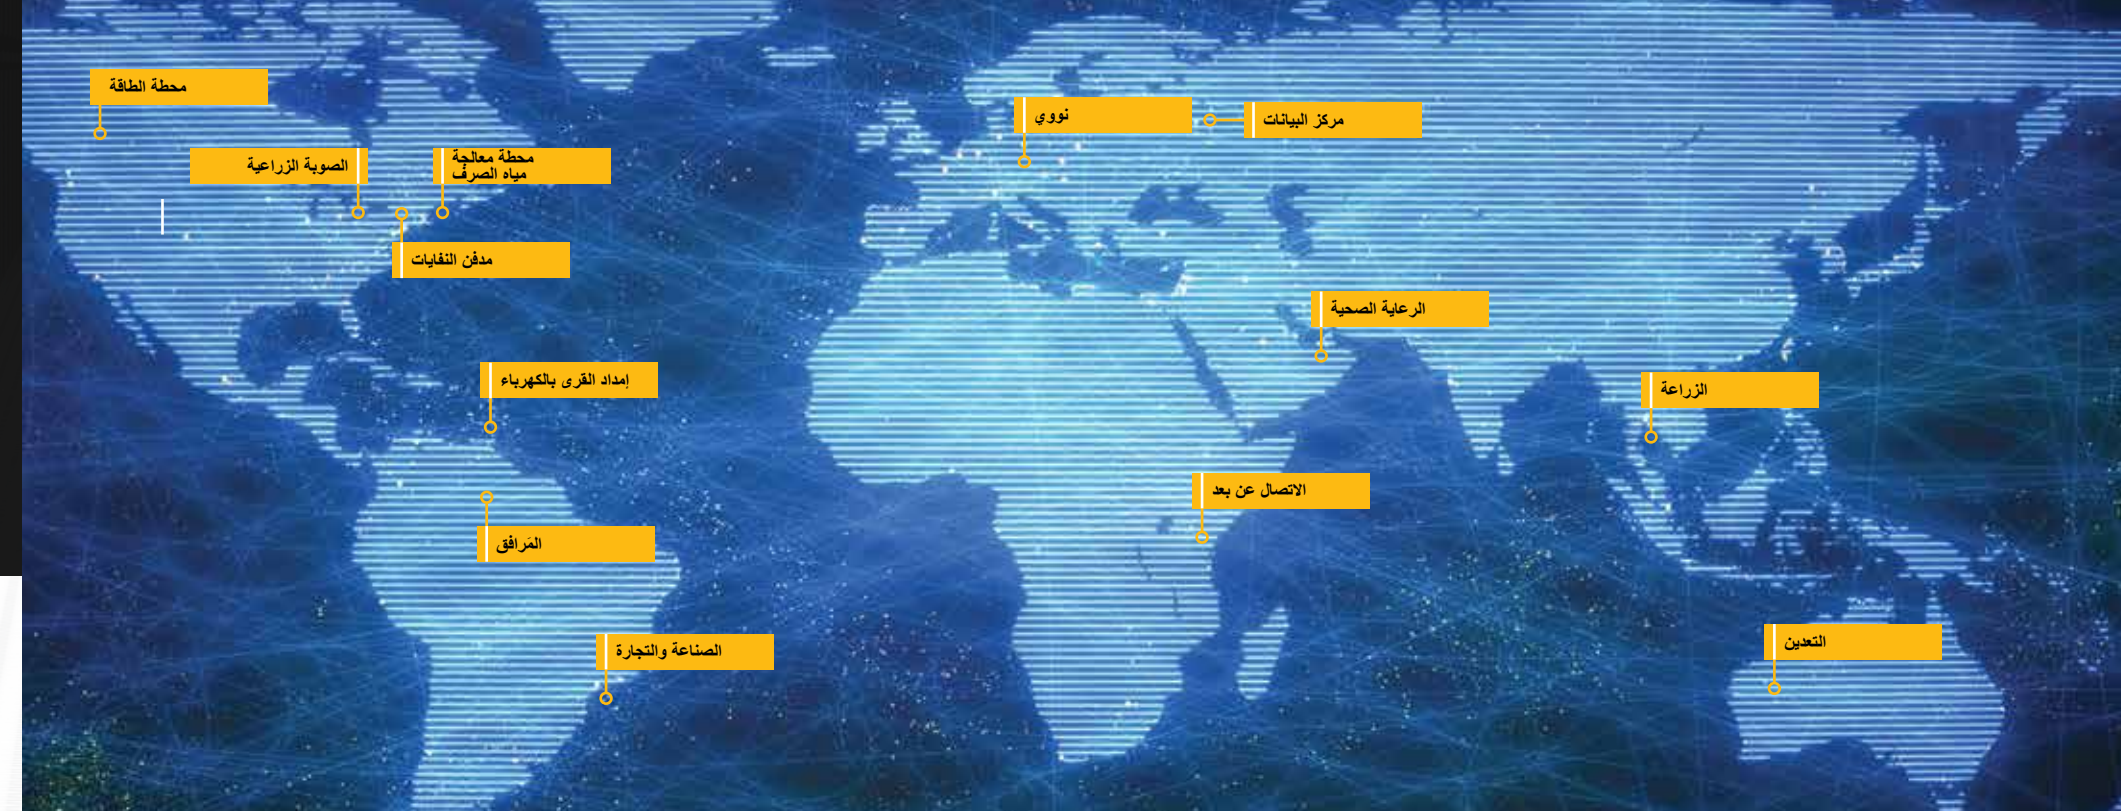 محطة الطاقة
نووي
مركز البيانات
الصوبة الزراعية
محطة معالجة
مياه الصرف
مدفن النفايات
الرعاية الصحية
إمداد القرى بالكهرباء
الزراعة
الاتصال عن بعد
المَرافق
الصناعة والتجارة
التعدين